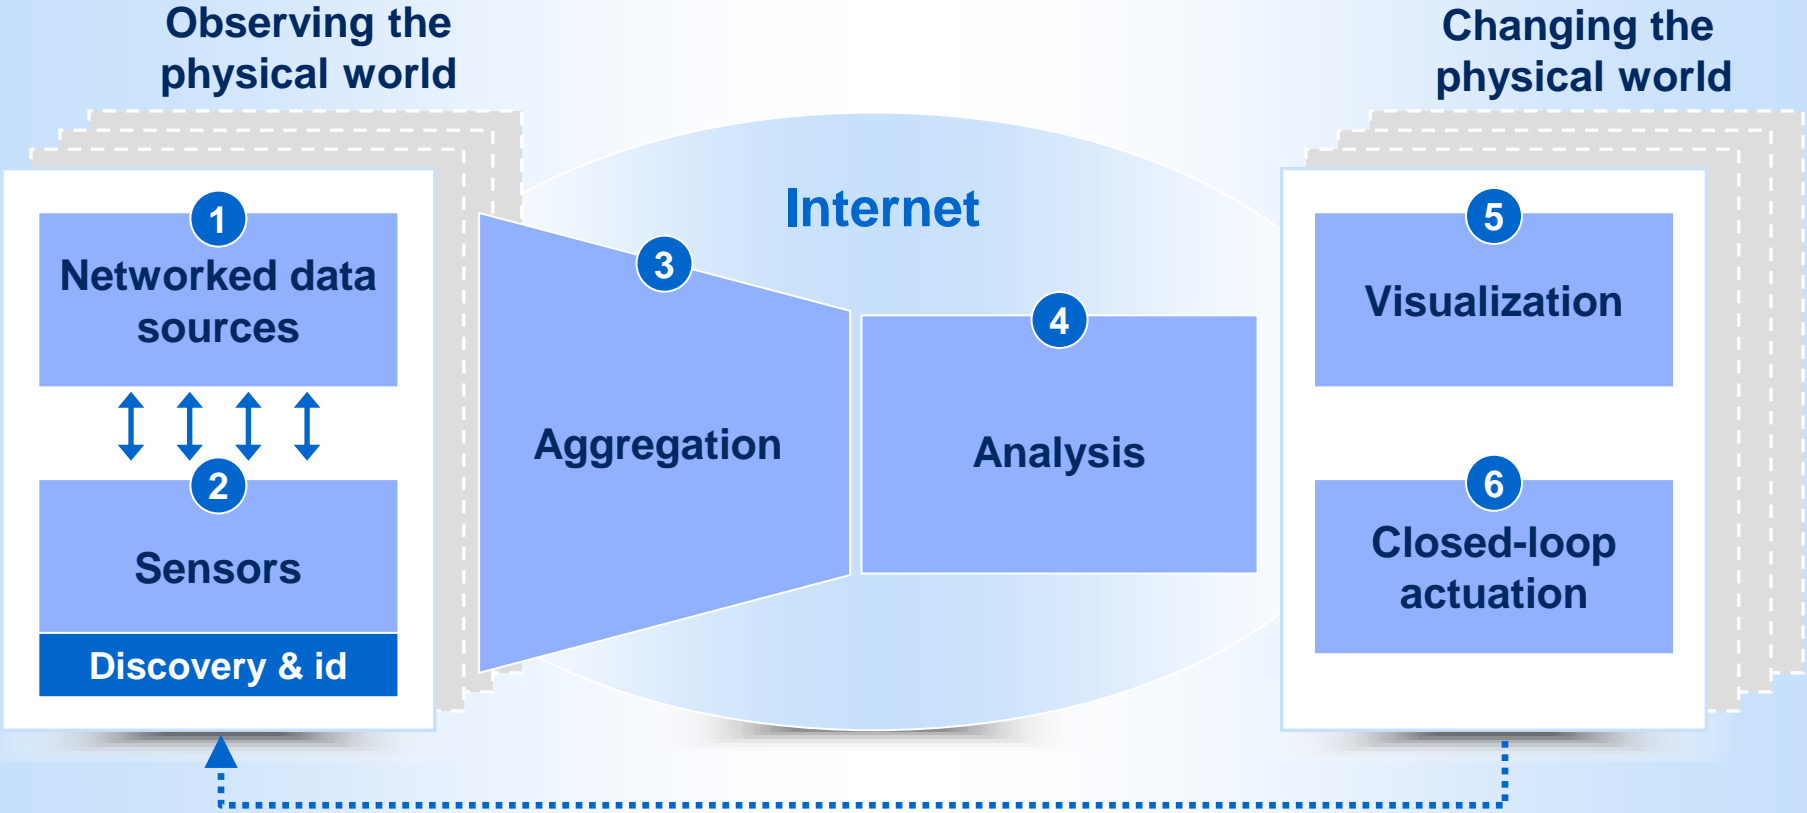 Observing the
physical world
1
Networked data
sources
2
Sensors
Discovery & id
Internet
3
Aggregation
4
Analysis
Changing the
physical world
5
Visualization
6
Closed-loop
actuation